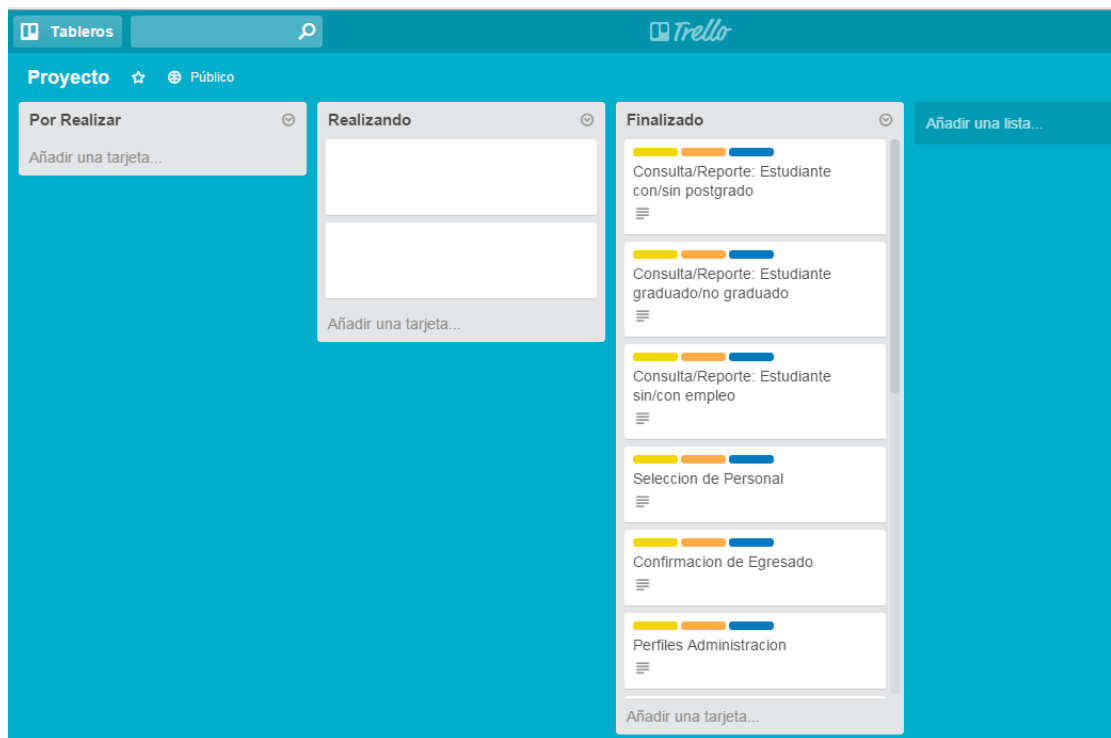 Tableros
Trello
Proyecto
Público
Por Realizar
Añadir una tarjeta...
Realizando
Añadir una tarjeta...
Finalizado
Consulta/Reporte: Estudiante
con/sin postgrado
Consulta/Reporte: Estudiante
graduado/no graduado
Consulta/Reporte: Estudiante
sin/con empleo
Seleccion de Personal
Confirmacion de Egresado
Perfiles Administracion
Añadir una tarjeta...
Añadir una lista...